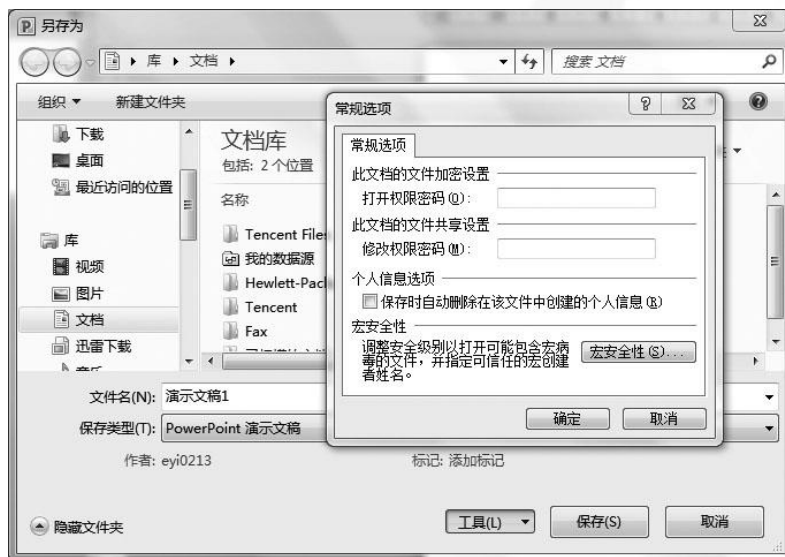 另存为
库 文档
搜索 文档
组织 新建文件夹
下载
桌面
最近访问的位置
库
视频
图片
文档
迅雷下载
文档库
包括: 2 个位置
名称
Tencent Files
我的数据源
Hewlett-Pac
Tencent
Fax
常规选项
常规选项
此文档的文件加密设置
打开权限密码(O):
此文档的文件共享设置
修改权限密码(M):
个人信息选项
保存时自动删除在该文件中创建的个人信息(R)
宏安全性
调整安全级别以打开可能包含宏病
毒的文件，并指定可信任的宏创建
者姓名。
宏安全性(S)...
确定 取消
文件名(N): 演示文稿1
保存类型(T): PowerPoint 演示文稿
作者: eyi0213 标记: 添加标记
隐藏文件夹 工具(L) 保存(S) 取消